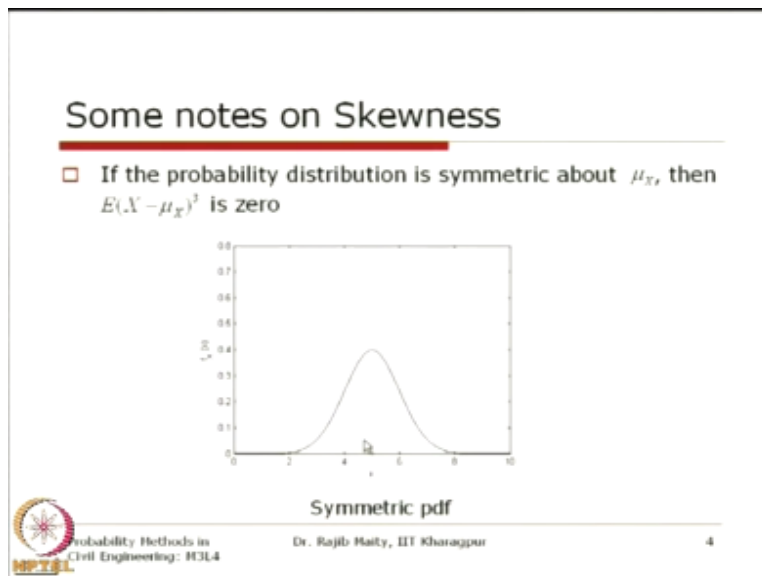 Some notes on Skewness
If the probability distribution is symmetric about μ_X, then
E(X − μ_X)³ is zero
0.8
0.7
0.6
0.5
0.4
0.3
0.2
0.1
0
0 2 4 6 8 10
x
Symmetric pdf
Probability Methods in
Civil Engineering: M3L4
Dr. Rajib Maity, IIT Kharagpur
4
NPTEL